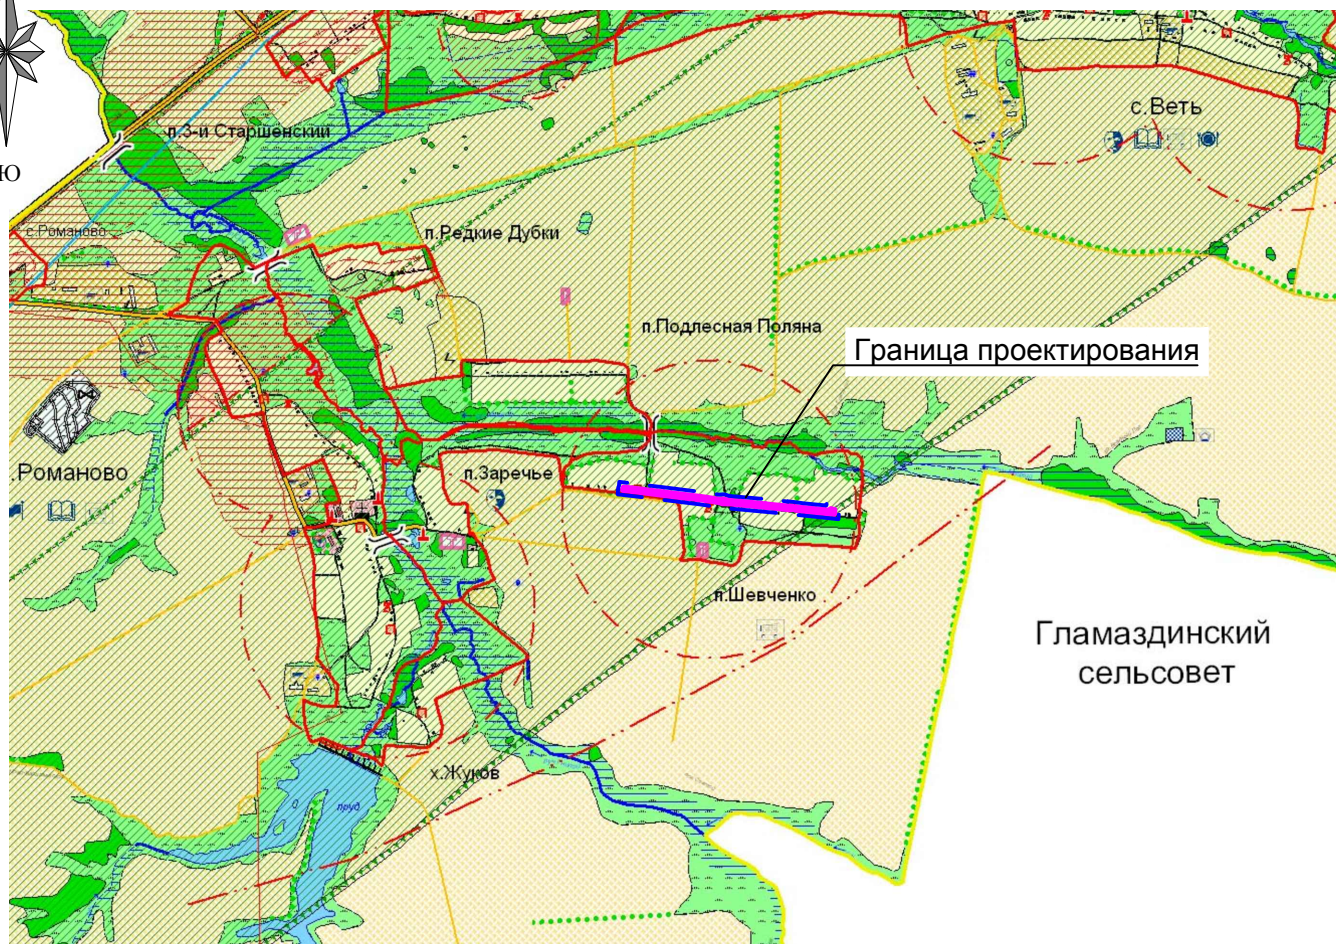 с.Веть
п.3-й Старшенский
Ю
с.Романово
п.Редкие Дубки
п.Подлесная Поляна
Граница проектирования
.Романово
п.Заречье
п.Шевченко
Гламаздинский
сельсовет
х.Жуков
пруд